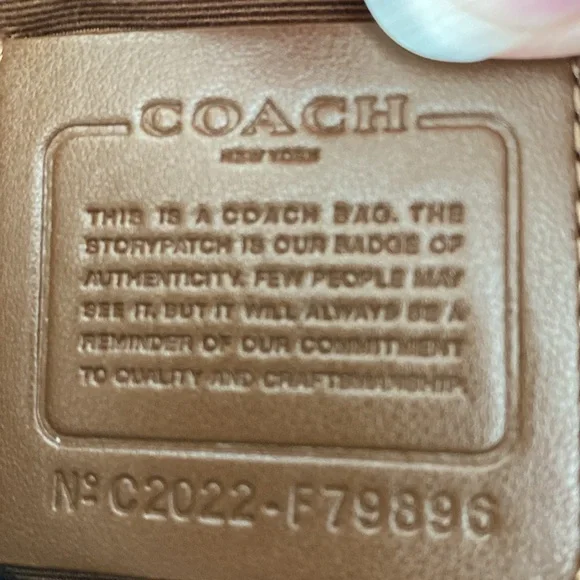 COACH
NEW YORK
THIS IS A COACH BAG. THE
STORYPATCH IS OUR BADGE OF
AUTHENTICITY. FEW PEOPLE MAY
SEE IT. BUT IT WILL ALWAYS BE A
REMINDER OF OUR COMMITMENT
TO QUALITY AND CRAFTSMANSHIP.
Nº C2022-F79896